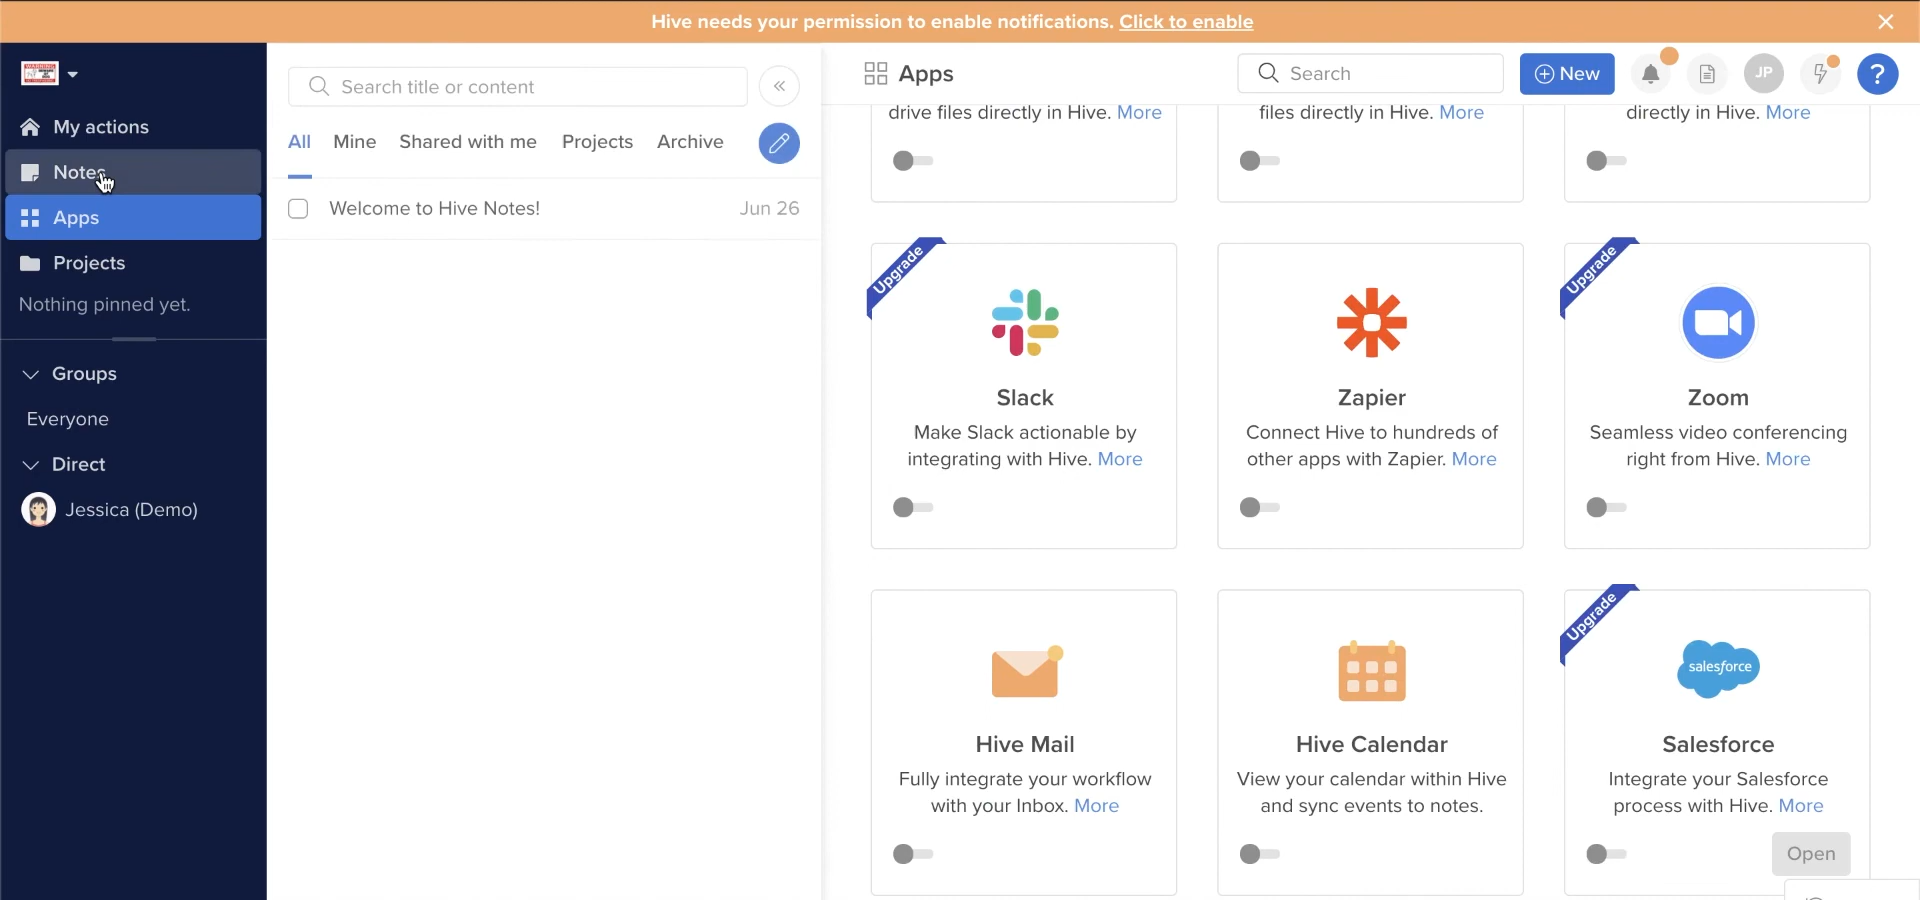 Hive needs your permission to enable notifications. Click to enable
My actions
Notes
Apps
Projects
Nothing pinned yet.
Groups
Everyone
Direct
Jessica (Demo)
Search title or content
All Mine Shared with me Projects Archive
Welcome to Hive Notes! Jun 26
Apps
Search
New
JP
?
drive files directly in Hive. More
files directly in Hive. More
directly in Hive. More
Upgrade
Slack
Make Slack actionable by
integrating with Hive. More
Zapier
Connect Hive to hundreds of
other apps with Zapier. More
Upgrade
Zoom
Seamless video conferencing
right from Hive. More
Hive Mail
Fully integrate your workflow
with your Inbox. More
Hive Calendar
View your calendar within Hive
and sync events to notes.
Upgrade
salesforce
Salesforce
Integrate your Salesforce
process with Hive. More
Open